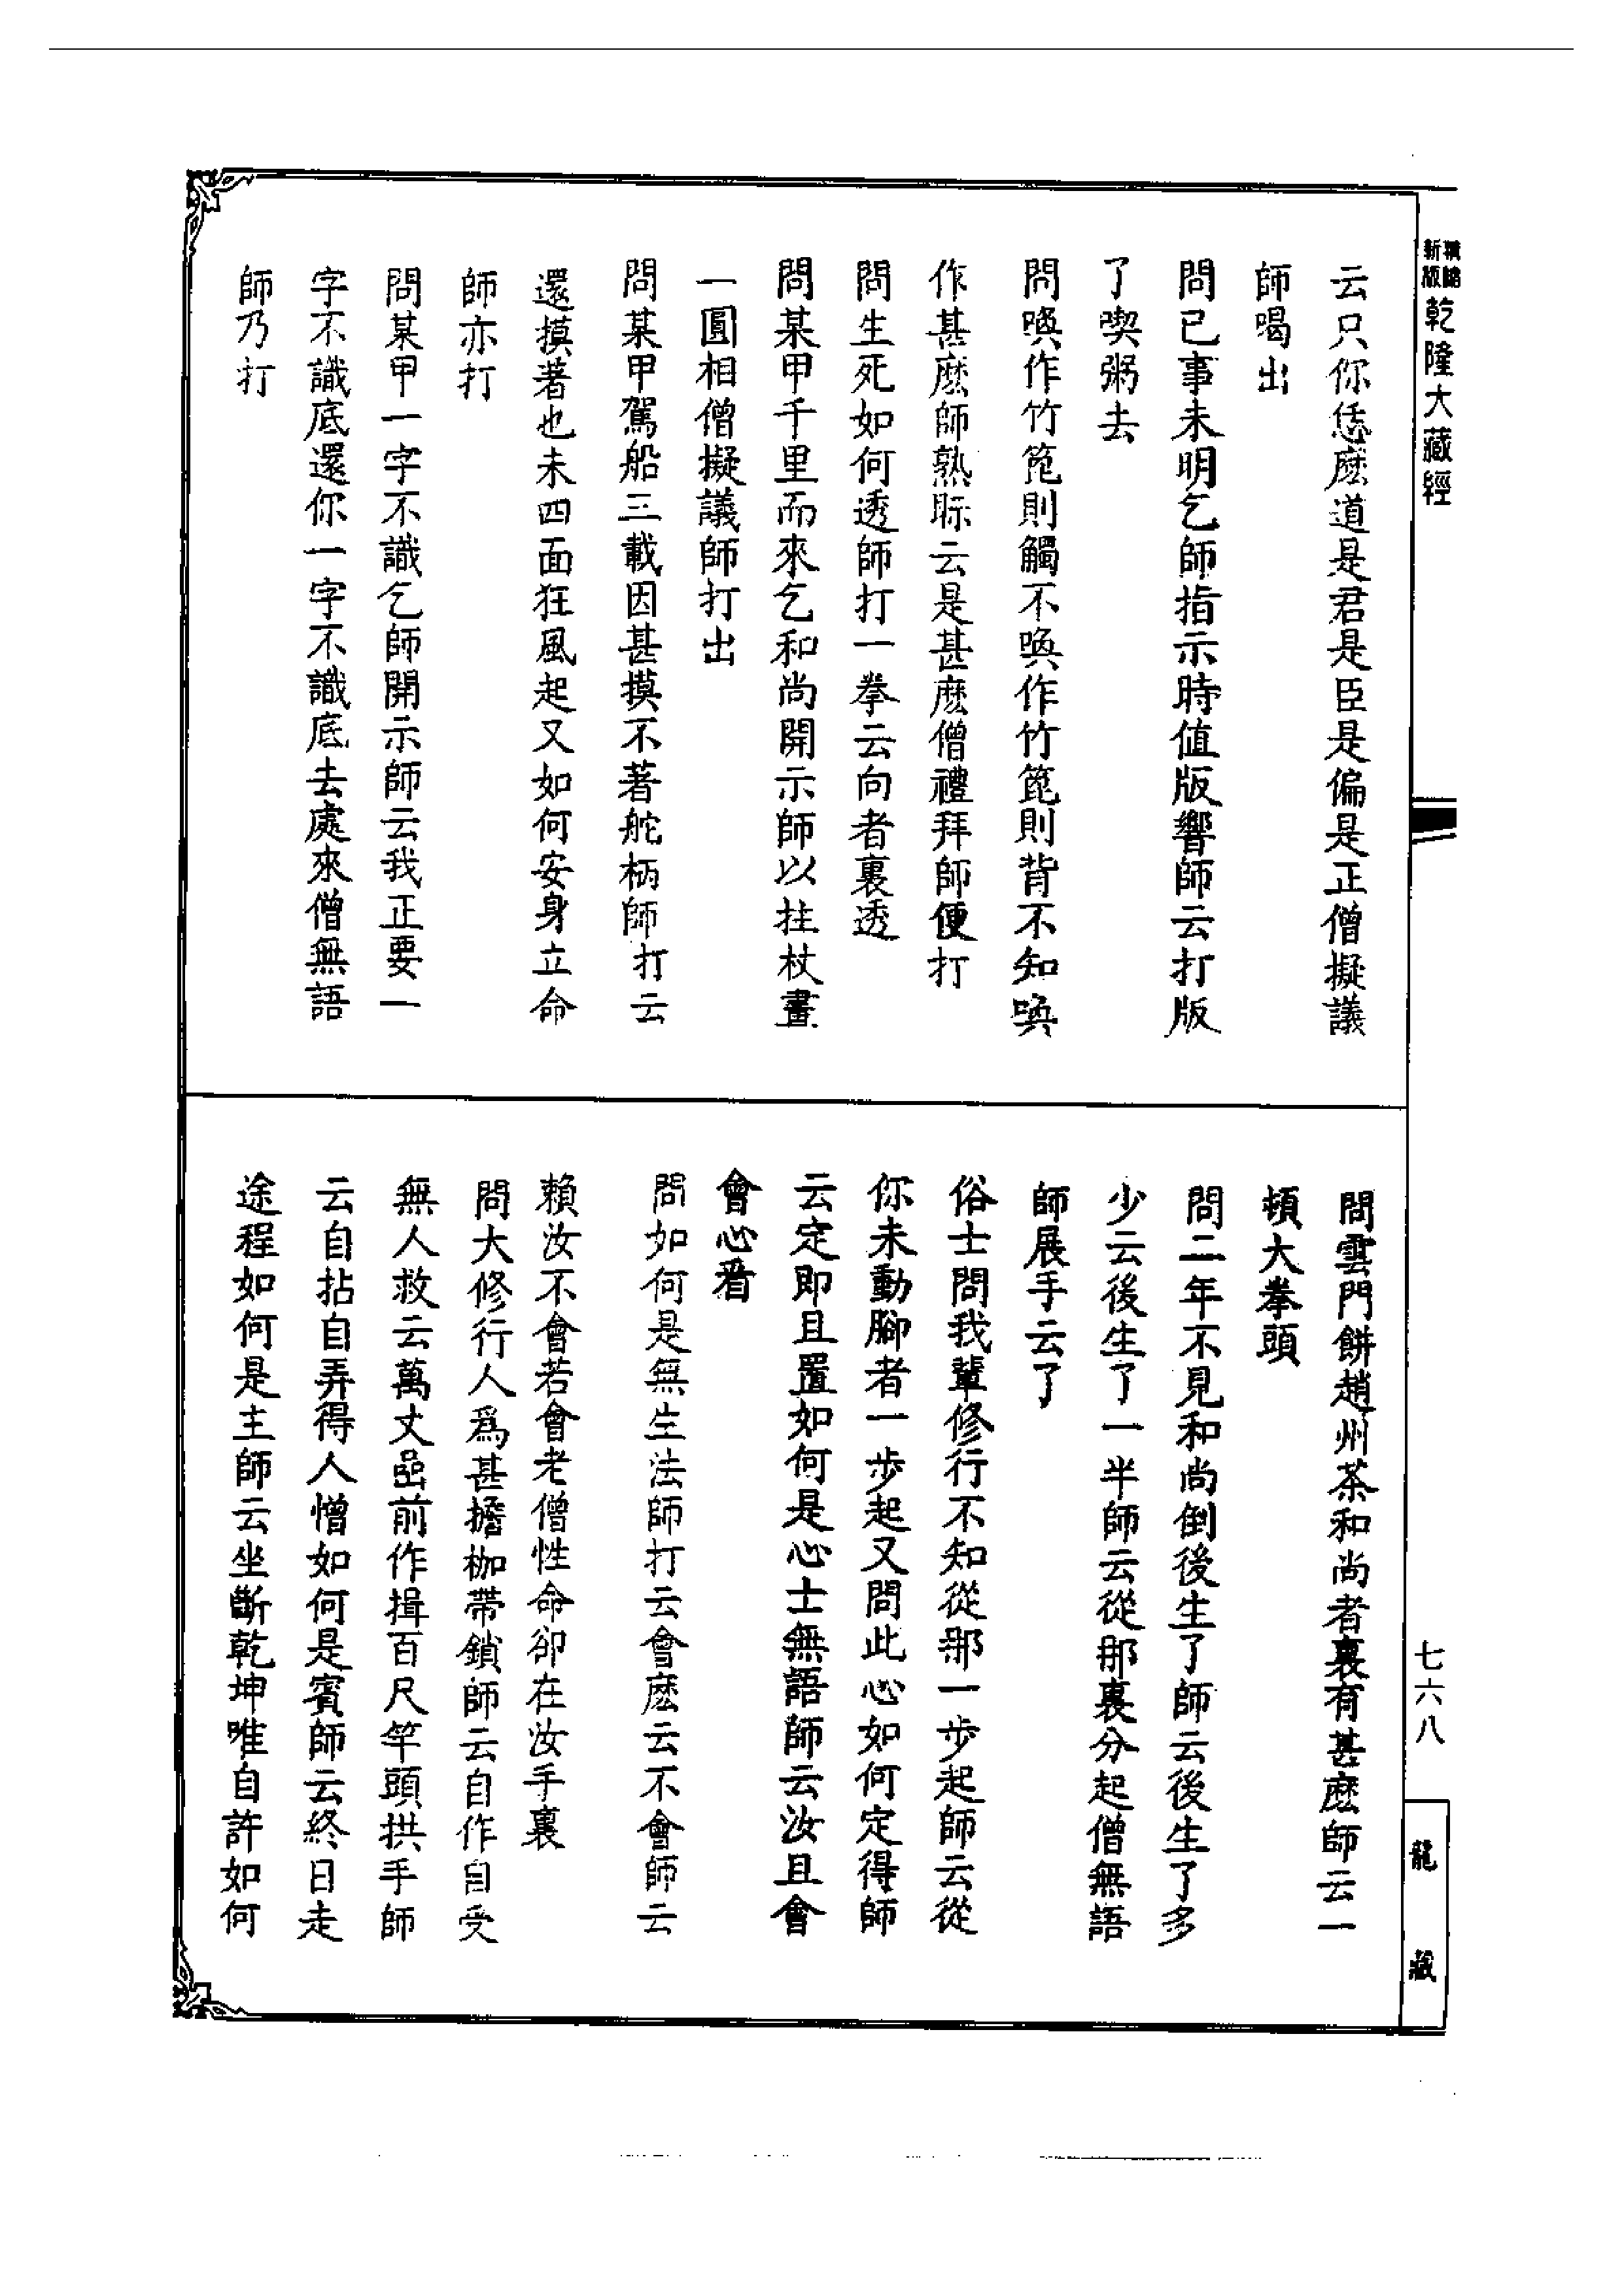 新版
乾隆大藏經
七六八
龍藏
云只你恁麽道是君是臣是偏是正僧擬議
師喝出
問已事未明乞師指示時值版響師云打版
了喫粥去
問喚作竹篦則觸不喚作竹篦則背不知喚
作甚麽師熟眎云是甚麽僧禮拜師便打
問生死如何透師打一拳云向者裏透
問某甲千里而來乞和尚開示師以拄杖畫
一圓相僧擬議師打出
問某甲駕船三載因甚摸不著舵柄師打云
還摸著也未四面狂風起又如何安身立命
師亦打
問某甲一字不識乞師開示師云我正要一
字不識底還你一字不識底去處來僧無語
師乃打
問雲門餅趙州茶和尚者裏有甚麽師云一
頓大拳頭
問二年不見和尚倒後生了師云後生了多
少云後生了一半師云從那裏分起僧無語
師展手云了
俗士問我輩修行不知從那一步起師云從
你未動腳者一步起又問此心如何定得師
云定即且置如何是心士無語師云汝且會
會心看
問如何是無生法師打云會麽云不會師云
賴汝不會若會老僧性命卻在汝手裏
問大修行人為甚擔枷帶鎖師云自作自受
無人救云萬丈嵒前作揖百尺竿頭拱手師
云自拈自弄得人憎如何是賓師云終日走
途程如何是主師云坐斷乾坤唯自許如何